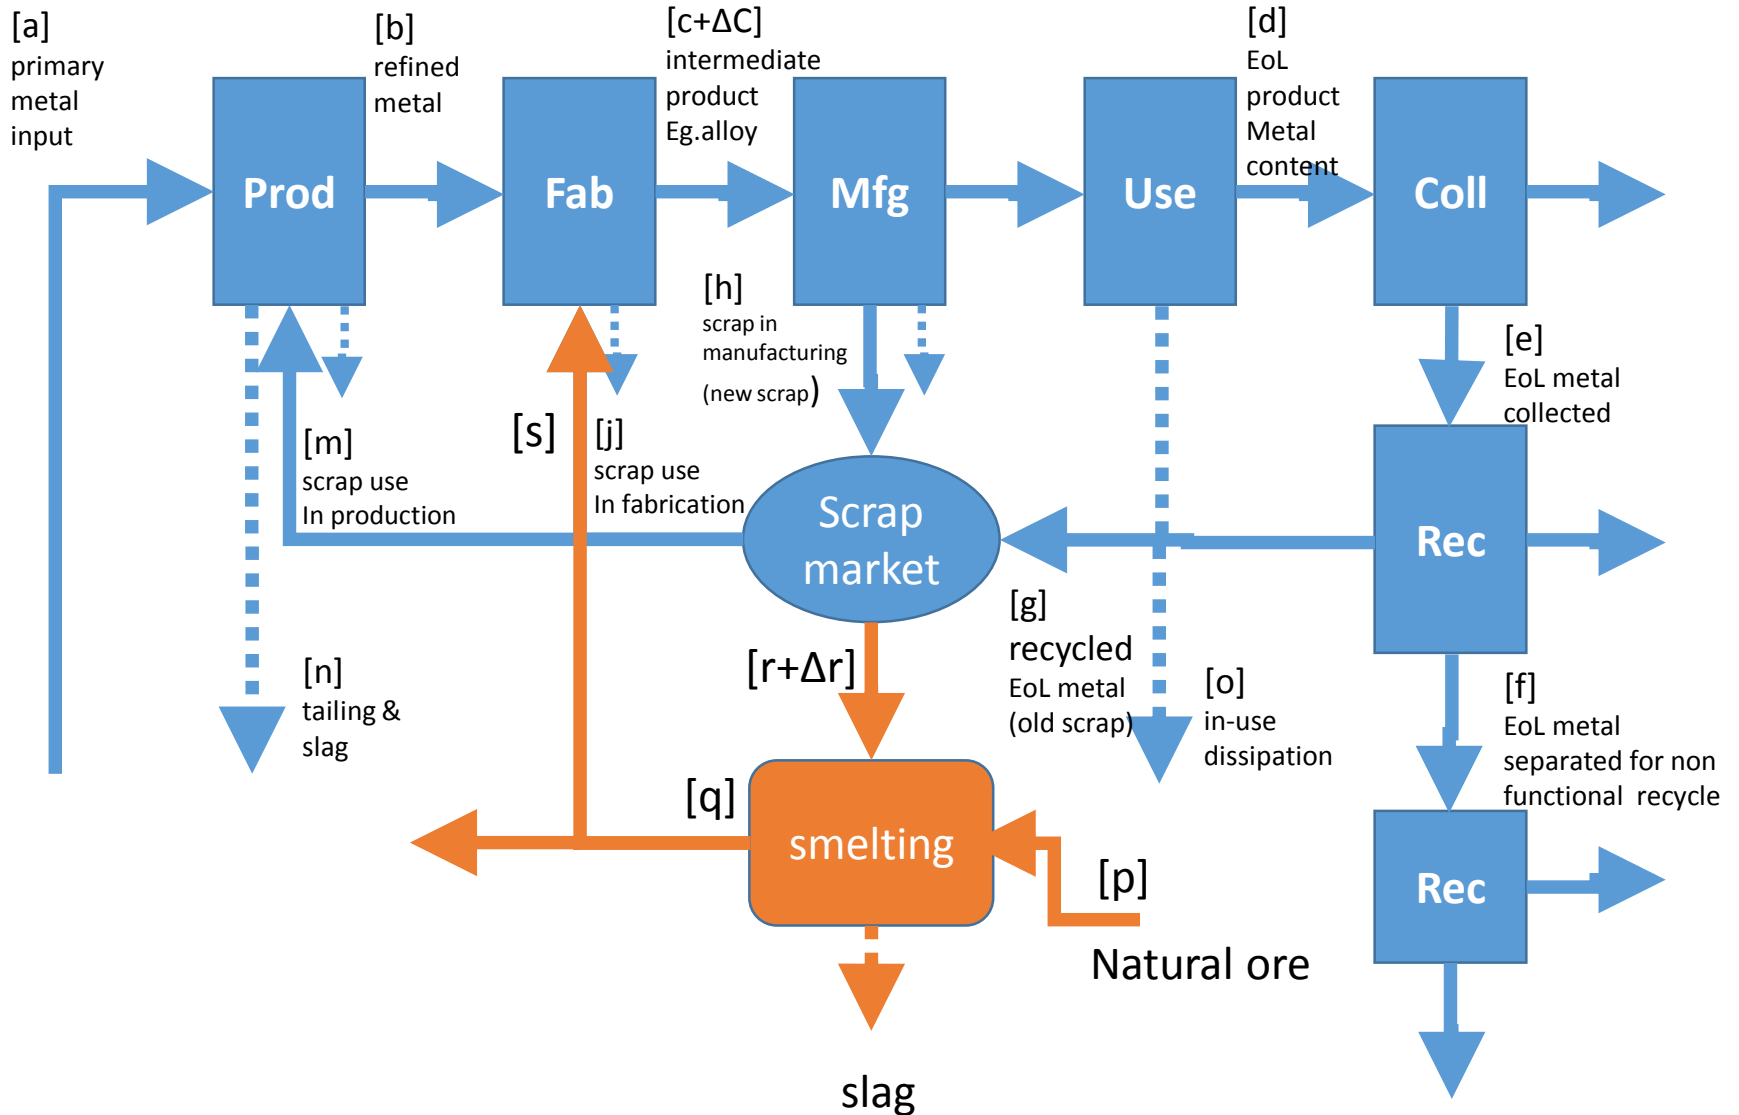 [a]
primary
metal
input
[b]
refined
metal
[c+ΔC]
intermediate
product
Eg.alloy
[d]
EoL
product
Metal
content
Prod
Fab
Mfg
Use
Coll
[h]
scrap in
manufacturing
(new scrap)
[e]
EoL metal
collected
[m]
scrap use
In production
[s]
[j]
scrap use
In fabrication
Scrap
market
Rec
[g]
recycled
EoL metal
(old scrap)
[n]
tailing &
slag
[r+Δr]
[o]
in-use
dissipation
[f]
EoL metal
separated for non
functional recycle
[q]
smelting
[p]
Natural ore
Rec
slag